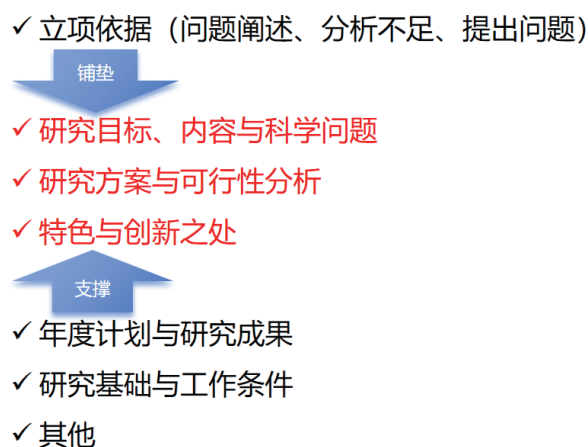 ✓ 立项依据（问题阐述、分析不足、提出问题）
铺垫
✓ 研究目标、内容与科学问题
✓ 研究方案与可行性分析
✓ 特色与创新之处
支撑
✓ 年度计划与研究成果
✓ 研究基础与工作条件
✓ 其他